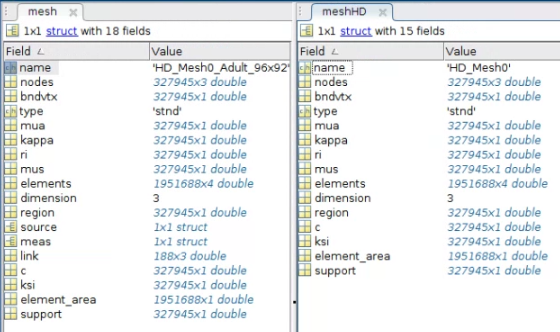 mesh
1x1 struct with 18 fields
Field Value
name 'HD_Mesh0_Adult_96x92'
nodes 327945x3 double
bndvtx 327945x1 double
type 'stnd'
mua 327945x1 double
kappa 327945x1 double
ri 327945x1 double
mus 327945x1 double
elements 1951688x4 double
dimension 3
region 327945x1 double
source 1x1 struct
meas 1x1 struct
link 188x3 double
c 327945x1 double
ksi 327945x1 double
element_area 1951688x1 double
support 327945x1 double
meshHD
1x1 struct with 15 fields
Field Value
name 'HD_Mesh0'
nodes 327945x3 double
bndvtx 327945x1 double
type 'stnd'
mua 327945x1 double
kappa 327945x1 double
ri 327945x1 double
mus 327945x1 double
elements 1951688x4 double
dimension 3
region 327945x1 double
c 327945x1 double
ksi 327945x1 double
element_area 1951688x1 double
support 327945x1 double